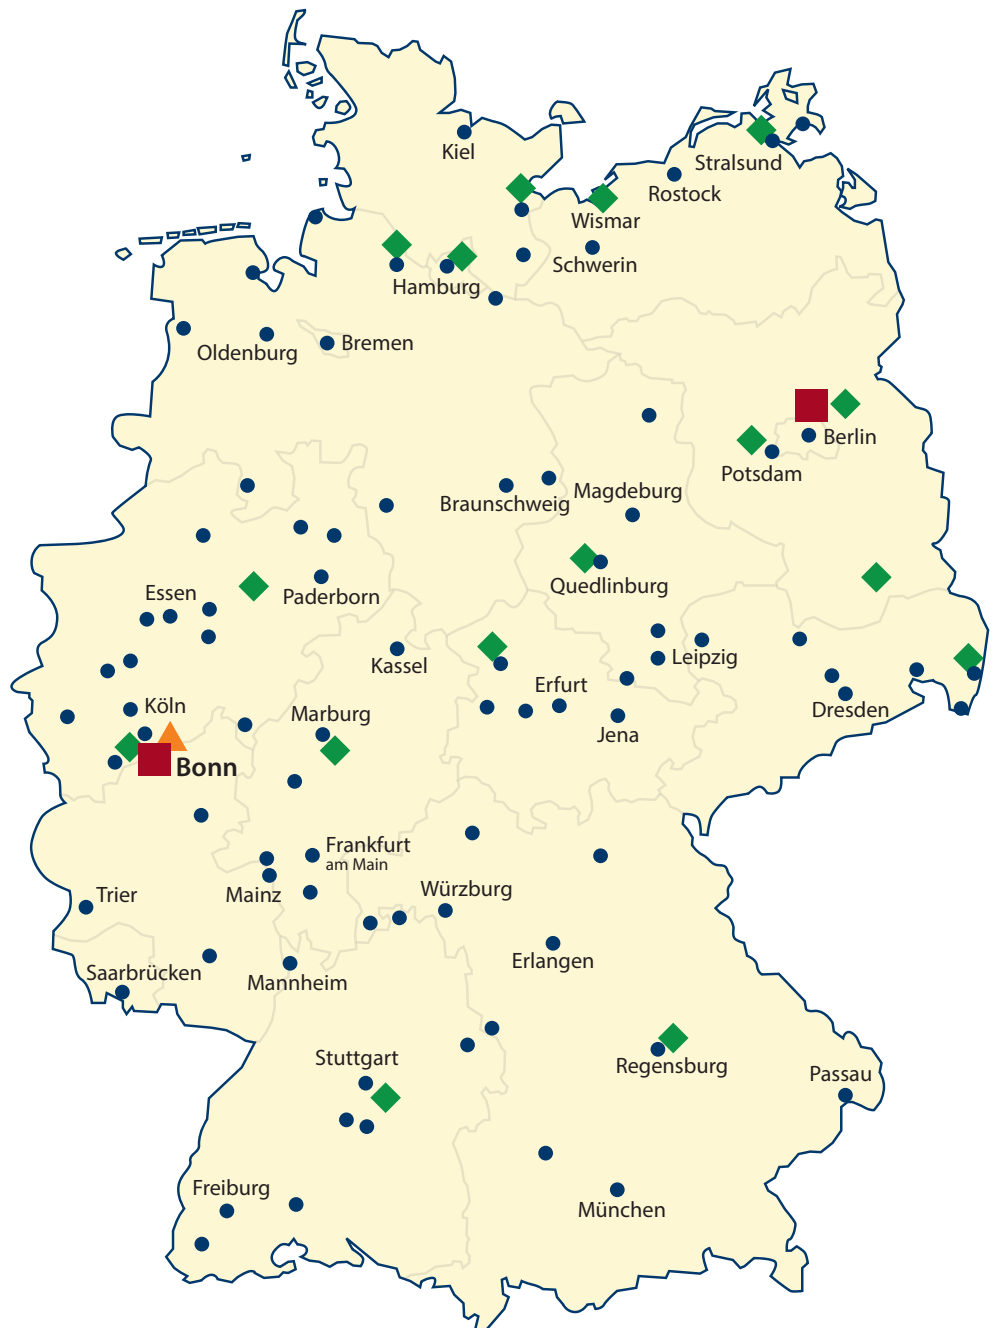 Kiel
Stralsund
Rostock
Wismar
Schwerin
Hamburg
Oldenburg
Bremen
Berlin
Potsdam
Braunschweig
Magdeburg
Quedlinburg
Essen
Paderborn
Kassel
Leipzig
Erfurt
Dresden
Jena
Köln
Marburg
Bonn
Frankfurt
am Main
Mainz
Würzburg
Trier
Erlangen
Saarbrücken
Mannheim
Stuttgart
Regensburg
Passau
Freiburg
München